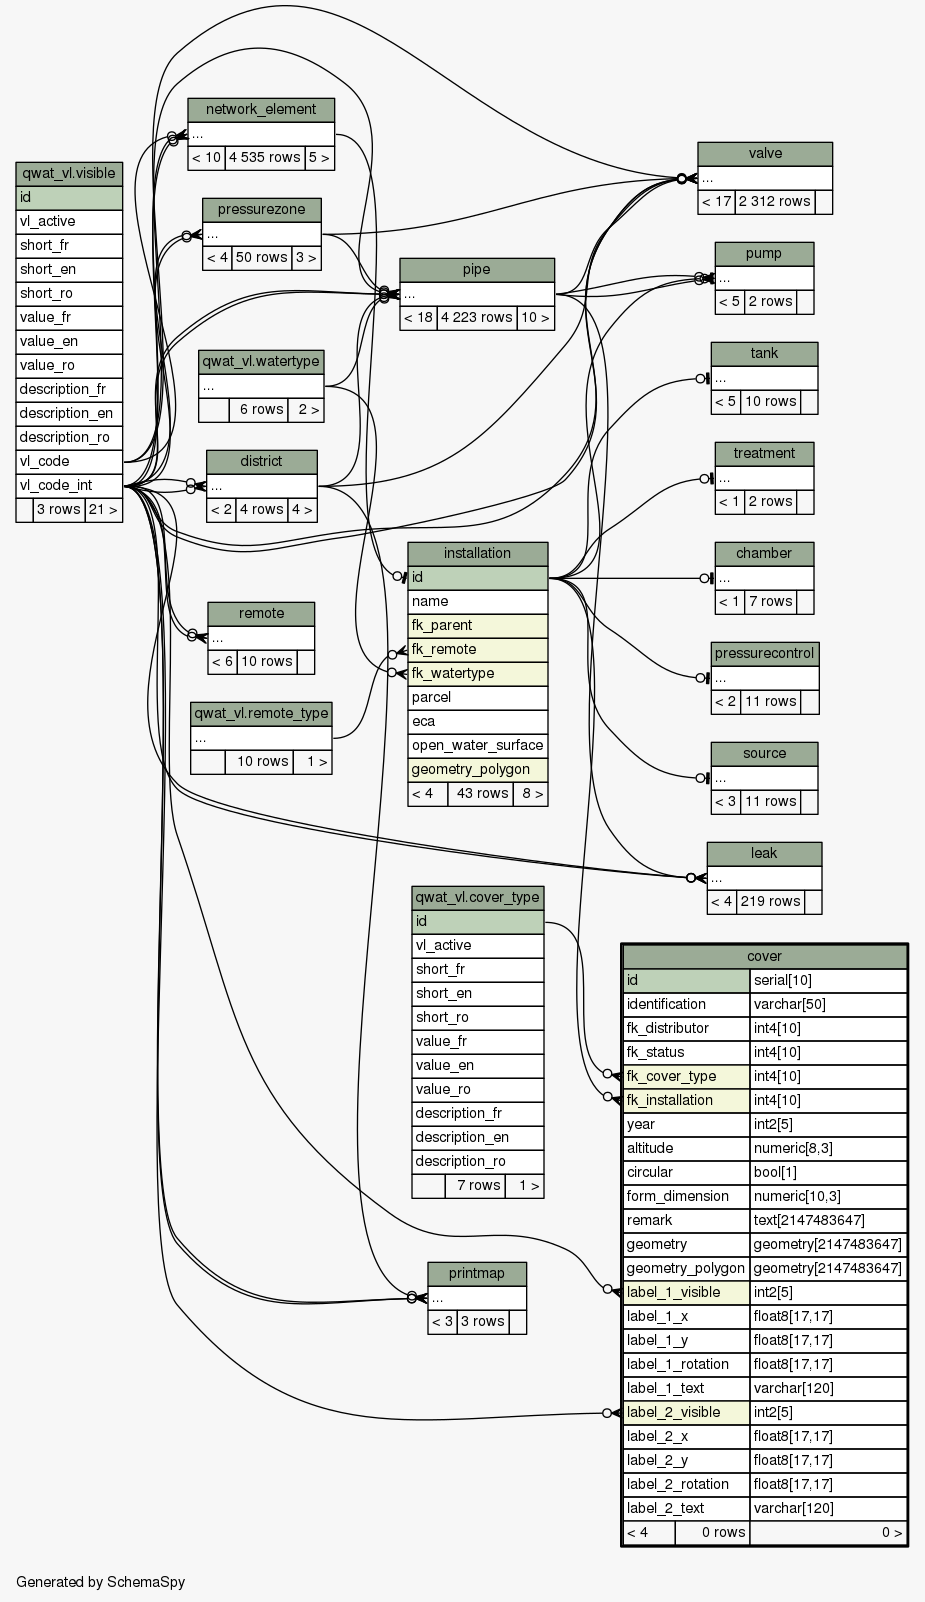 qwat_vl.visible
id
vl_active
short_fr
short_en
short_ro
value_fr
value_en
value_ro
description_fr
description_en
description_ro
vl_code
vl_code_int
3 rows 21 >
network_element
...
< 10 4 535 rows 5 >
pressurezone
...
< 4 50 rows 3 >
qwat_vl.watertype
...
6 rows 2 >
district
...
< 2 4 rows 4 >
remote
...
< 6 10 rows
qwat_vl.remote_type
...
10 rows 1 >
pipe
...
< 18 4 223 rows 10 >
installation
id
name
fk_parent
fk_remote
fk_watertype
parcel
eca
open_water_surface
geometry_polygon
< 4 43 rows 8 >
qwat_vl.cover_type
id
vl_active
short_fr
short_en
short_ro
value_fr
value_en
value_ro
description_fr
description_en
description_ro
7 rows 1 >
printmap
...
< 3 3 rows
valve
...
< 17 2 312 rows
pump
...
< 5 2 rows
tank
...
< 5 10 rows
treatment
...
< 1 2 rows
chamber
...
< 1 7 rows
pressurecontrol
...
< 2 11 rows
source
...
< 3 11 rows
leak
...
< 4 219 rows
cover
id serial[10]
identification varchar[50]
fk_distributor int4[10]
fk_status int4[10]
fk_cover_type int4[10]
fk_installation int4[10]
year int2[5]
altitude numeric[8,3]
circular bool[1]
form_dimension numeric[10,3]
remark text[2147483647]
geometry geometry[2147483647]
geometry_polygon geometry[2147483647]
label_1_visible int2[5]
label_1_x float8[17,17]
label_1_y float8[17,17]
label_1_rotation float8[17,17]
label_1_text varchar[120]
label_2_visible int2[5]
label_2_x float8[17,17]
label_2_y float8[17,17]
label_2_rotation float8[17,17]
label_2_text varchar[120]
< 4 0 rows 0 >
Generated by SchemaSpy